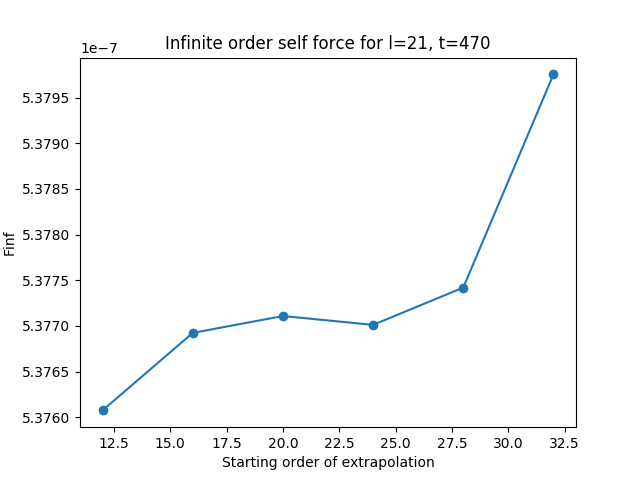 Infinite order self force for l=21, t=470
1e−7
5.3795
5.3790
5.3785
5.3780
5.3775
5.3770
5.3765
5.3760
Finf
12.5 15.0 17.5 20.0 22.5 25.0 27.5 30.0 32.5
Starting order of extrapolation